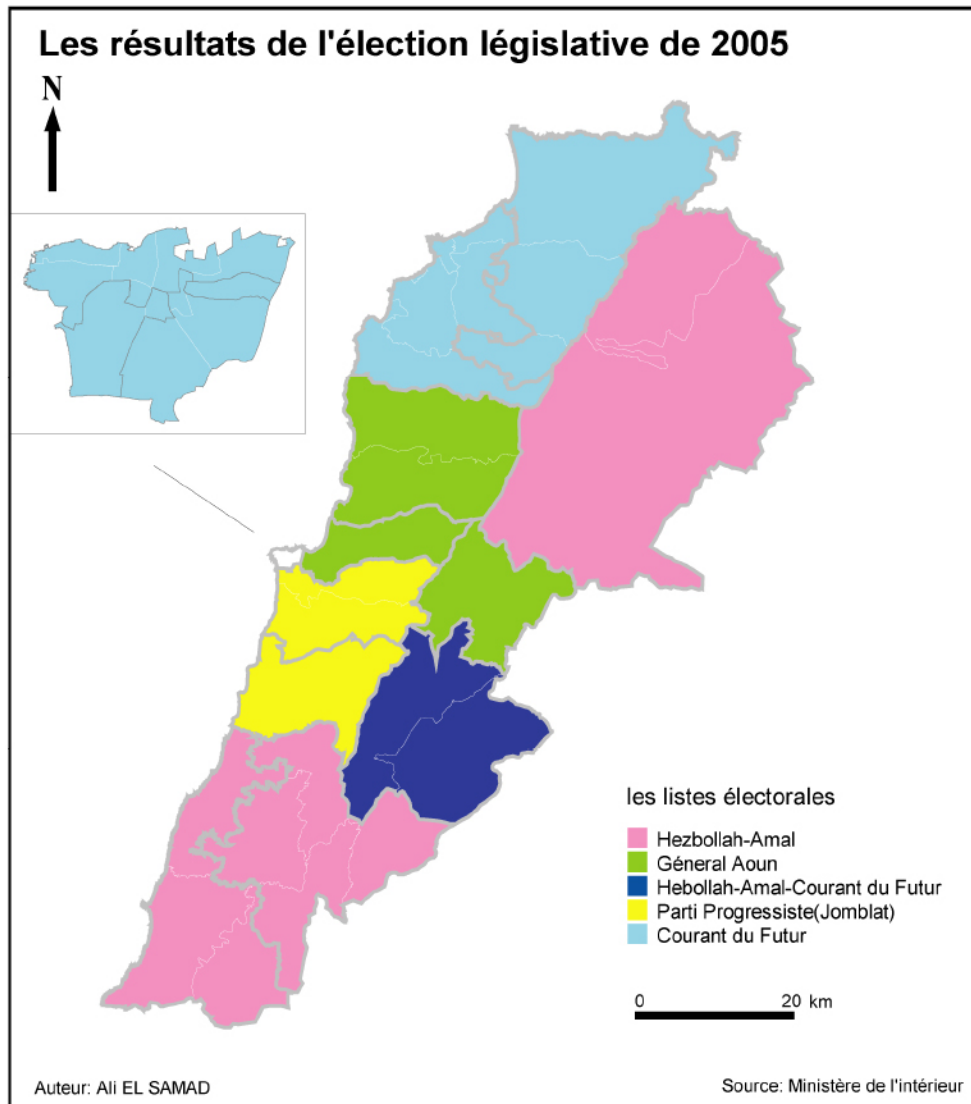 Les résultats de l'élection législative de 2005
N
les listes électorales
Hezbollah-Amal
Géneral Aoun
Hebollah-Amal-Courant du Futur
Parti Progressiste(Jomblat)
Courant du Futur
0 20 km
Auteur: Ali EL SAMAD
Source: Ministère de l'intérieur